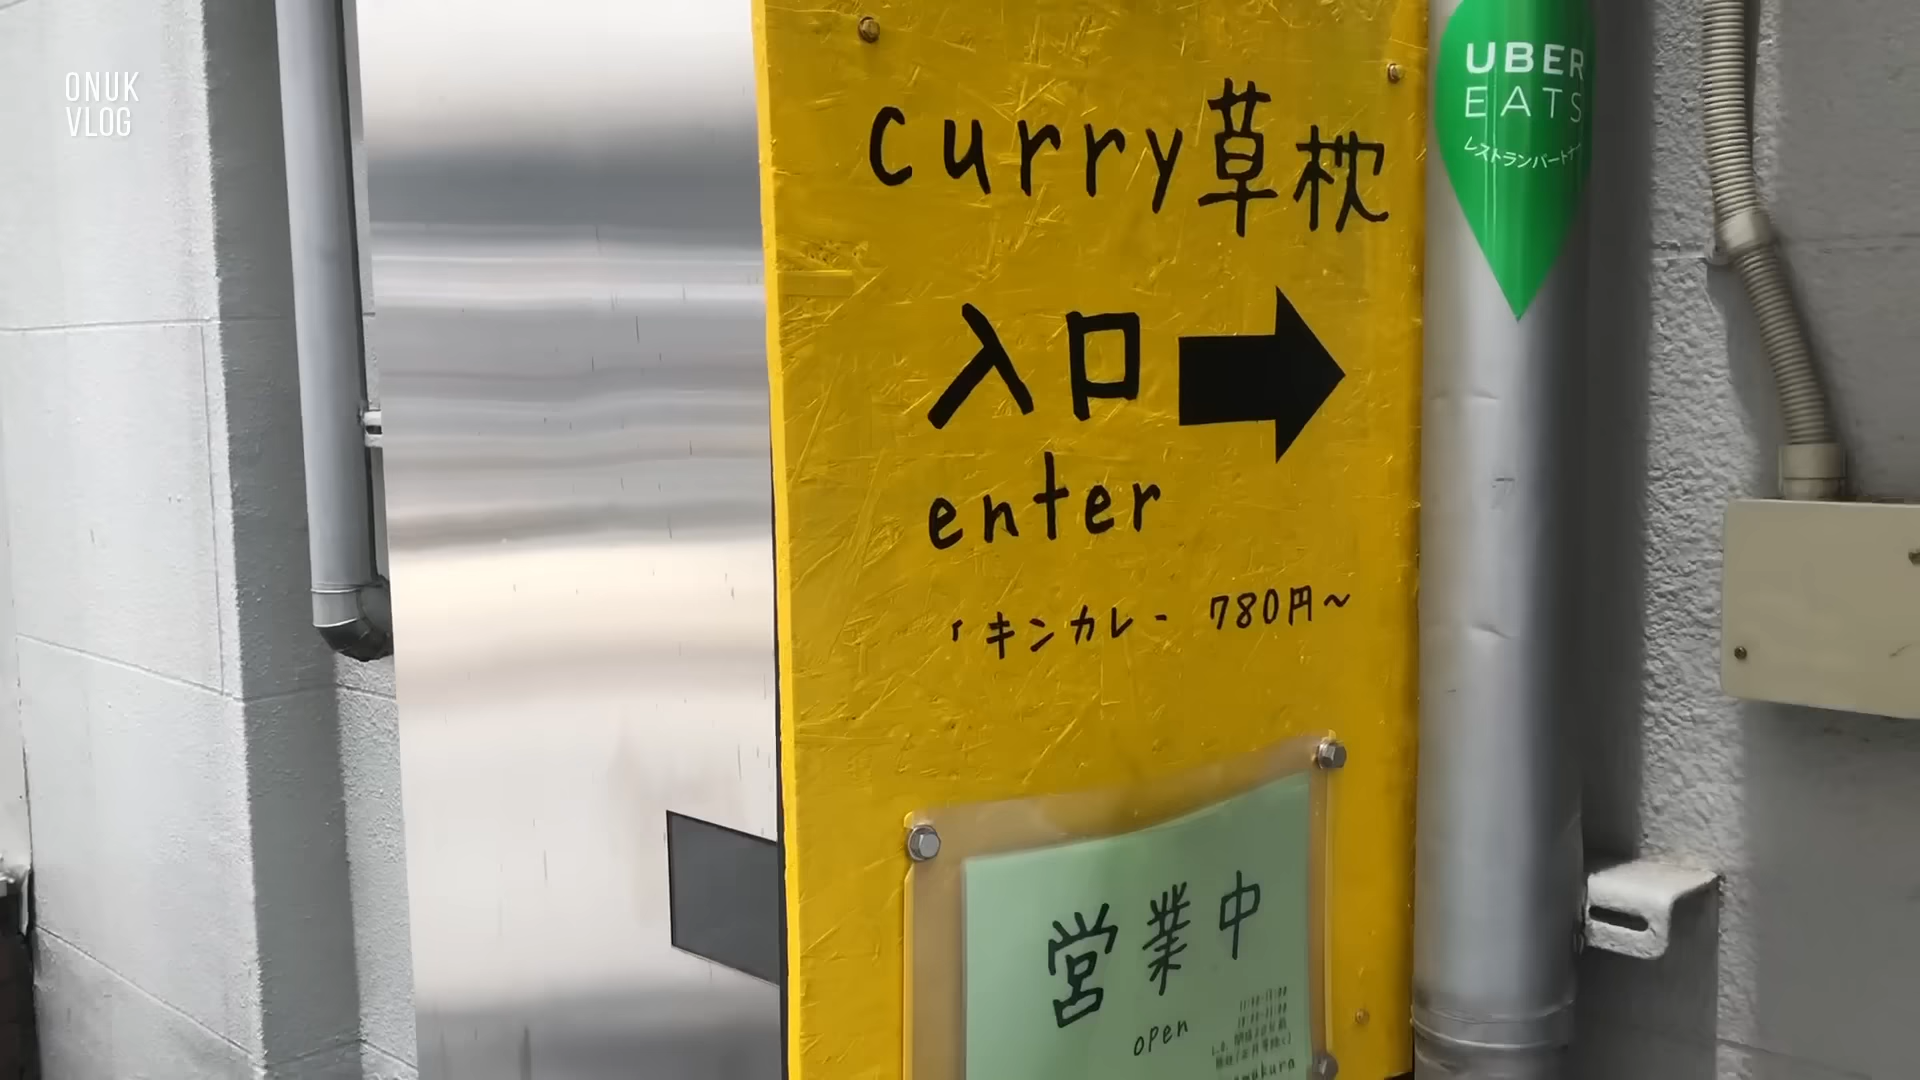 ONUK
VLOG
UBER
EATS
レストランパートナー
curry草枕
入口
enter
「キンカレー 780円～
営業中
open